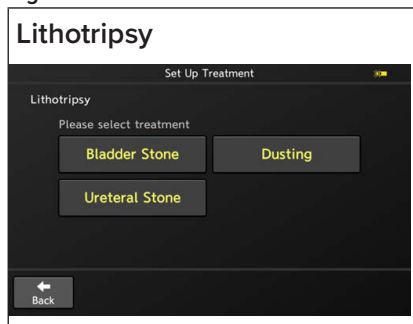 Lithotripsy
Set Up Treatment
Lithotripsy
Please select treatment
Bladder Stone
Dusting
Ureteral Stone
Back